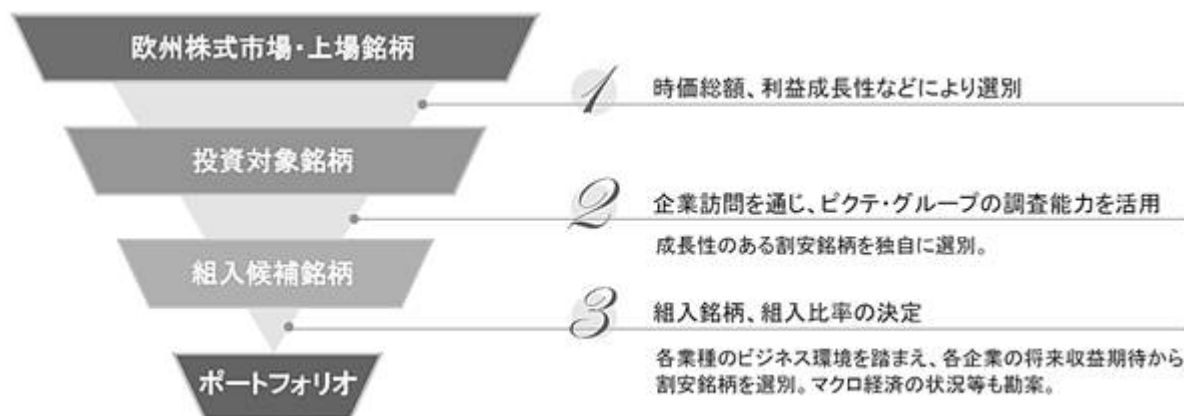 欧州株式市場・上場銘柄
1 時価総額、利益成長性などにより選別
投資対象銘柄
2 企業訪問を通じ、ピクテ・グループの調査能力を活用
成長性のある割安銘柄を独自に選別。
組入候補銘柄
3 組入銘柄、組入比率の決定
各業種のビジネス環境を踏まえ、各企業の将来収益期待から
割安銘柄を選別。マクロ経済の状況等も勘案。
ポートフォリオ